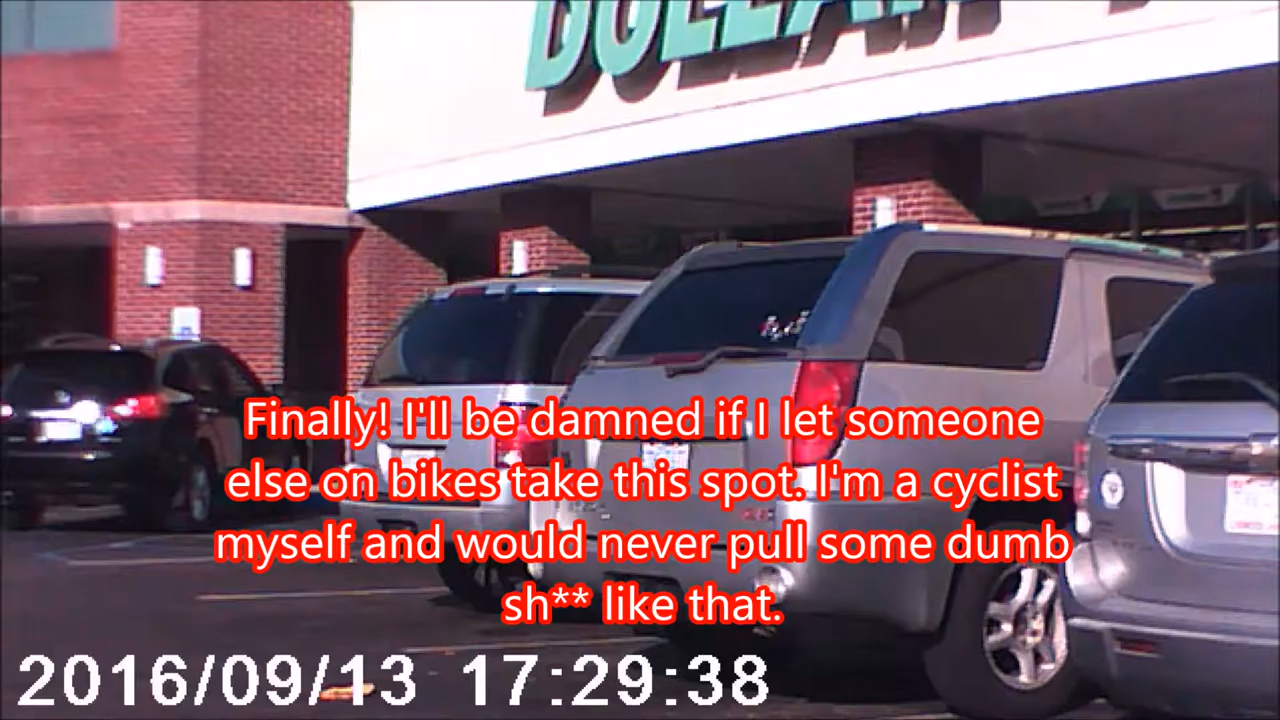 DOLLAR
Finally! I'll be damned if I let someone
else on bikes take this spot. I'm a cyclist
myself and would never pull some dumb
sh** like that.
2016/09/13 17:29:38